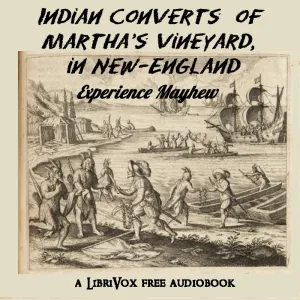 Indian Converts of
Martha's Vineyard,
in New-England
Experience Mayhew
a LibriVox free audiobook